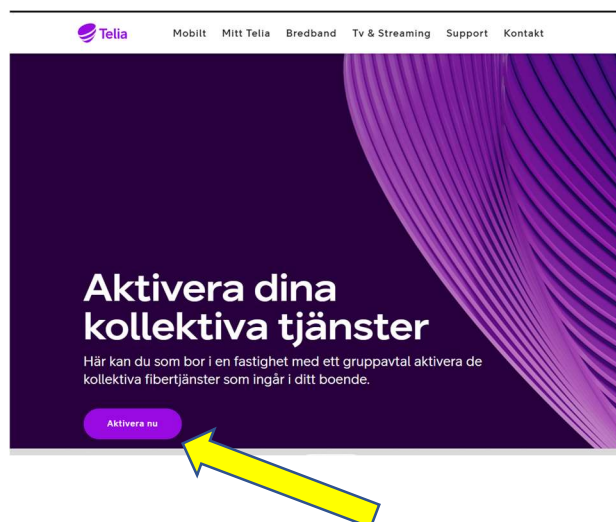 Telia Mobilt Mitt Telia Bredband Tv & Streaming Support Kontakt
Aktivera dina
kollektiva tjänster
Här kan du som bor i en fastighet med ett gruppavtal aktivera de
kollektiva fibertjänster som ingår i ditt boende.
Aktivera nu